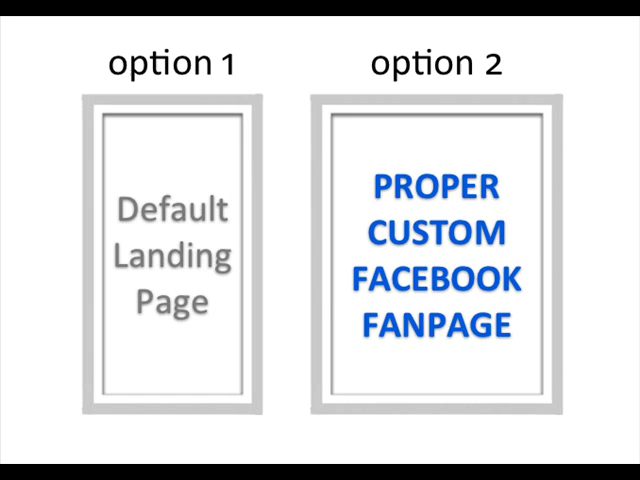 option 1
Default
Landing
Page
option 2
PROPER
CUSTOM
FACEBOOK
FANPAGE